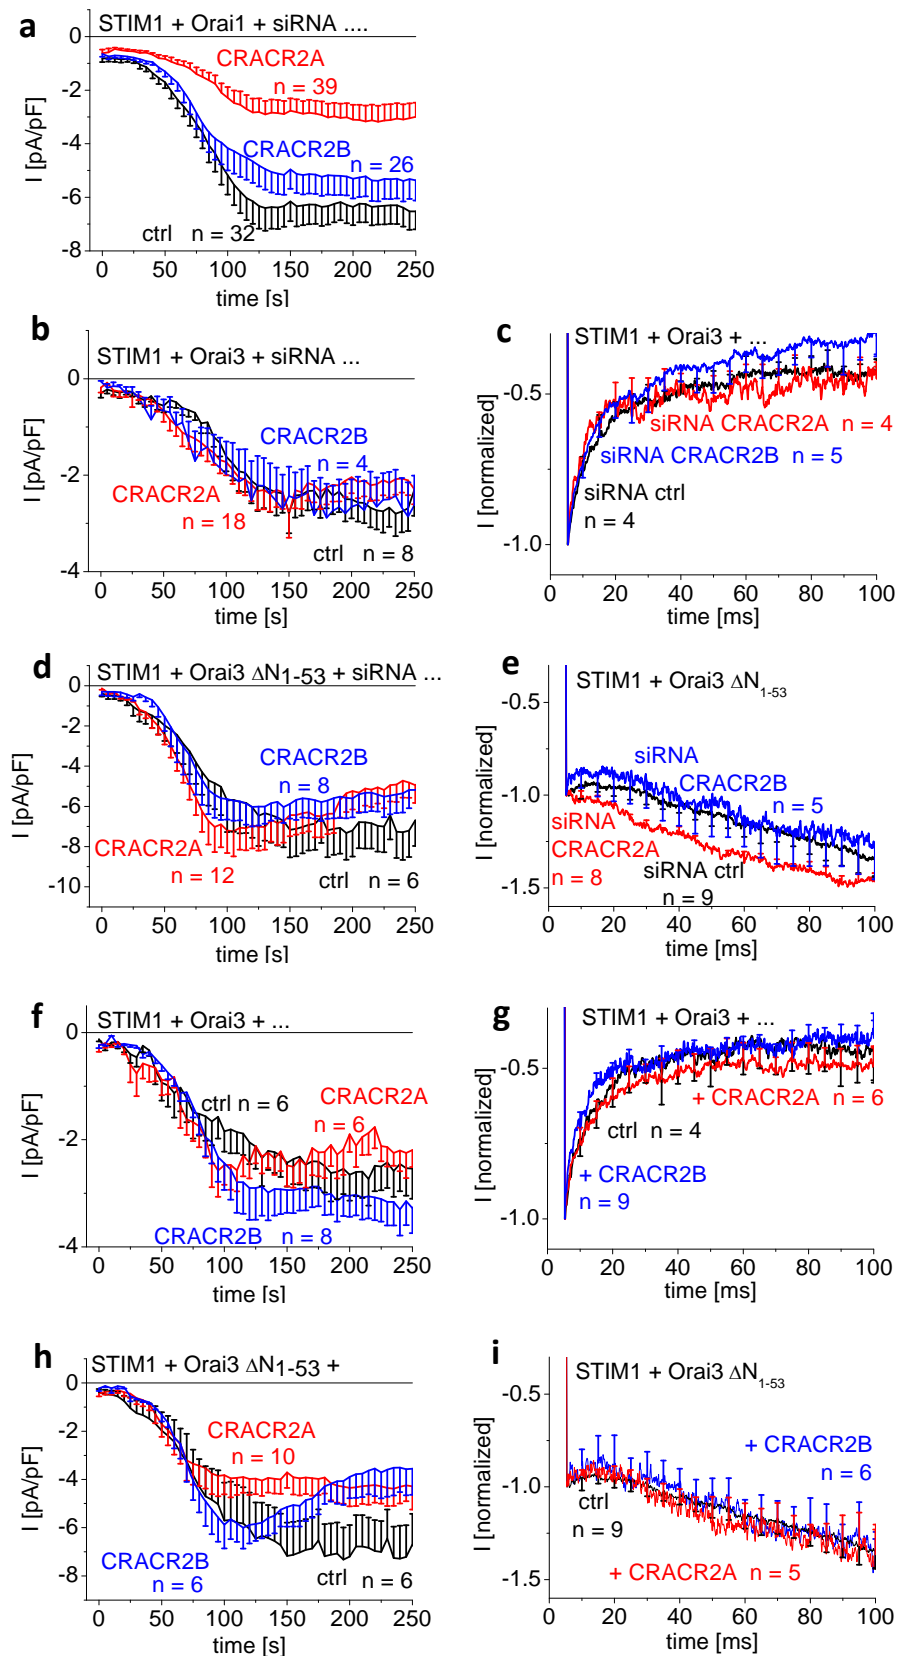 a
STIM1 + Orai1 + siRNA ....
0
-2
-4
-6
-8
I [pA/pF]
CRACR2A
n = 39
CRACR2B
n = 26
ctrl n = 32
0 50 100 150 200 250
time [s]
b
STIM1 + Orai3 + siRNA ...
0
-2
-4
I [pA/pF]
CRACR2B
n = 4
CRACR2A
n = 18
ctrl n = 8
0 50 100 150 200 250
time [s]
c
STIM1 + Orai3 + ...
-0.5
-1.0
I [normalized]
siRNA CRACR2A n = 4
siRNA CRACR2B n = 5
siRNA ctrl
n = 4
0 20 40 60 80 100
time [ms]
d
STIM1 + Orai3 ΔN1-53 + siRNA ...
0
-2
-4
-6
-8
-10
I [pA/pF]
CRACR2B
n = 8
CRACR2A
n = 12
ctrl n = 6
0 50 100 150 200 250
time [s]
e
STIM1 + Orai3 ΔN1-53
-0.5
-1.0
-1.5
I [normalized]
siRNA
CRACR2B
n = 5
siRNA
CRACR2A
n = 8
siRNA ctrl
n = 9
0 20 40 60 80 100
time [ms]
f
STIM1 + Orai3 + ...
0
-2
-4
I [pA/pF]
ctrl n = 6
CRACR2A
n = 6
CRACR2B n = 8
0 50 100 150 200 250
time [s]
g
STIM1 + Orai3 + ...
-0.5
-1.0
I [normalized]
+ CRACR2A n = 6
ctrl n = 4
+ CRACR2B
n = 9
0 20 40 60 80 100
time [ms]
h
STIM1 + Orai3 ΔN1-53 +
0
-2
-4
-6
-8
I [pA/pF]
CRACR2A
n = 10
CRACR2B
n = 6
ctrl n = 6
0 50 100 150 200 250
time [s]
i
STIM1 + Orai3 ΔN1-53
-0.5
-1.0
-1.5
I [normalized]
+ CRACR2B
n = 6
ctrl
n = 9
+ CRACR2A n = 5
0 20 40 60 80 100
time [ms]